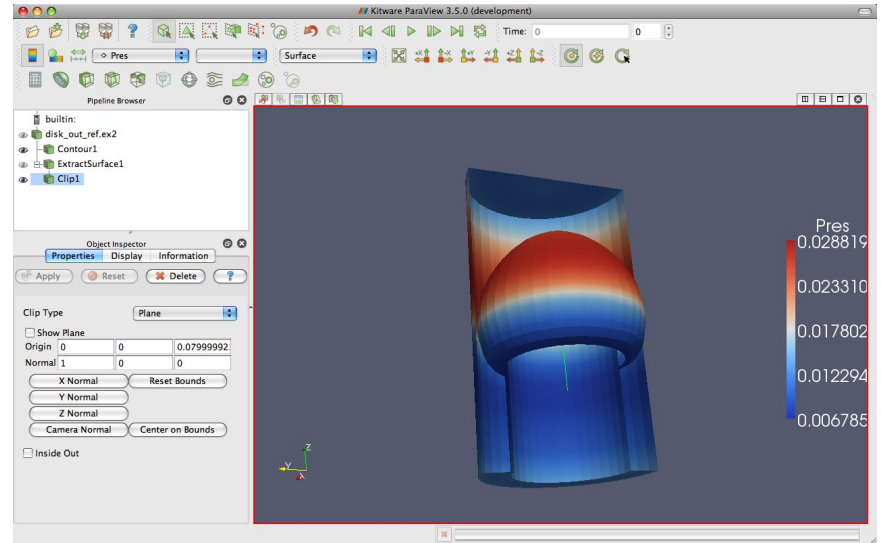 Kitware ParaView 3.5.0 (development)
Time: 0 0
Pres Surface
Pipeline Browser
builtin:
disk_out_ref.ex2
Contour1
ExtractSurface1
Clip1
Object Inspector
Properties Display Information
Apply Reset Delete ?
Clip Type Plane
Show Plane
Origin 0 0 0.07999992
Normal 1 0 0
X Normal Reset Bounds
Y Normal
Z Normal
Camera Normal Center on Bounds
Inside Out
Pres
0.028819
0.023310
0.017802
0.012294
0.006785
Z
Y
X